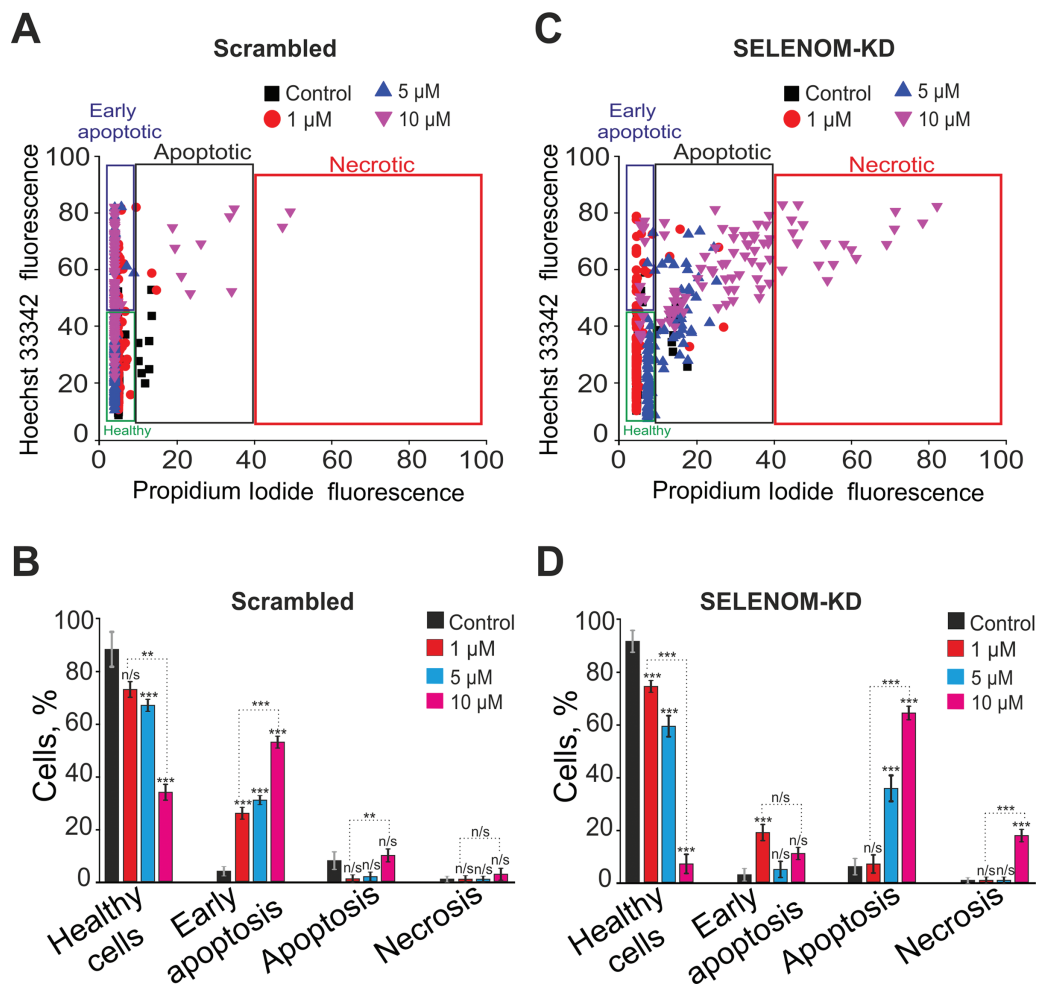 A
Scrambled
Control
5 µM
1 µM
10 µM
Early
apoptotic
Apoptotic
Necrotic
Healthy
100
80
60
40
20
0
0 20 40 60 80 100
Hoechst 33342 fluorescence
Propidium Iodide fluorescence
C
SELENOM-KD
Control
5 µM
1 µM
10 µM
Early
apoptotic
Apoptotic
Necrotic
Healthy
100
80
60
40
20
0
0 20 40 60 80 100
Hoechst 33342 fluorescence
Propidium Iodide fluorescence
B
Scrambled
Control
1 µM
5 µM
10 µM
Cells, %
100
80
60
40
20
0
**
n/s
***
***
***
***
***
***
**
n/s
n/s
n/s
n/s
n/s
n/s
n/s
Healthy
cells
Early
apoptosis
Apoptosis
Necrosis
D
SELENOM-KD
Control
1 µM
5 µM
10 µM
Cells, %
100
80
60
40
20
0
***
***
***
***
n/s
***
n/s
n/s
***
n/s
***
***
***
n/s
n/s
***
Healthy
cells
Early
apoptosis
Apoptosis
Necrosis